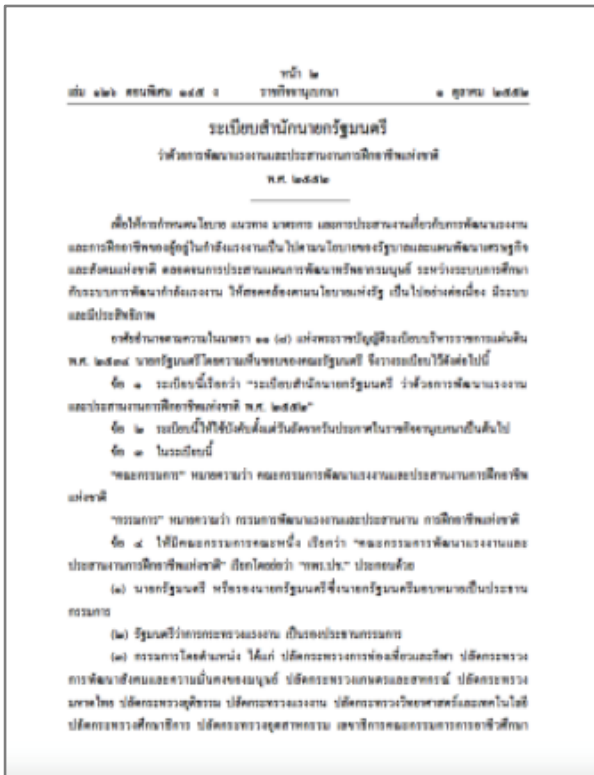 หน้า ๒
เล่ม ๑๒๖ ตอนพิเศษ ๑๔๕ ง ราชกิจจานุเบกษา ๑ ตุลาคม ๒๕๕๒
ระเบียบสำนักนายกรัฐมนตรี
ว่าด้วยการพัฒนาแรงงานและประสานงานการฝึกอาชีพแห่งชาติ
พ.ศ. ๒๕๕๒
เพื่อให้การกำหนดนโยบาย แนวทาง มาตรการ และการประสานงานเกี่ยวกับการพัฒนาแรงงาน
และการฝึกอาชีพของผู้อยู่ในกำลังแรงงานเป็นไปตามนโยบายของรัฐบาลและแผนพัฒนาเศรษฐกิจ
และสังคมแห่งชาติ ตลอดจนการประสานแผนการพัฒนาทรัพยากรมนุษย์ ระหว่างระบบการศึกษา
กับระบบการพัฒนากำลังแรงงาน ให้สอดคล้องตามนโยบายแห่งรัฐ เป็นไปอย่างต่อเนื่อง มีระบบ
และมีประสิทธิภาพ
อาศัยอำนาจตามความในมาตรา ๑๑ (๘) แห่งพระราชบัญญัติระเบียบบริหารราชการแผ่นดิน
พ.ศ. ๒๕๓๔ นายกรัฐมนตรีโดยความเห็นชอบของคณะรัฐมนตรี จึงวางระเบียบไว้ดังต่อไปนี้
ข้อ ๑ ระเบียบนี้เรียกว่า “ระเบียบสำนักนายกรัฐมนตรี ว่าด้วยการพัฒนาแรงงาน
และประสานงานการฝึกอาชีพแห่งชาติ พ.ศ. ๒๕๕๒”
ข้อ ๒ ระเบียบนี้ให้ใช้บังคับตั้งแต่วันถัดจากวันประกาศในราชกิจจานุเบกษาเป็นต้นไป
ข้อ ๓ ในระเบียบนี้
“คณะกรรมการ” หมายความว่า คณะกรรมการพัฒนาแรงงานและประสานงานการฝึกอาชีพ
แห่งชาติ
“กรรมการ” หมายความว่า กรรมการพัฒนาแรงงานและประสานงาน การฝึกอาชีพแห่งชาติ
ข้อ ๔ ให้มีคณะกรรมการคณะหนึ่ง เรียกว่า “คณะกรรมการพัฒนาแรงงานและ
ประสานงานการฝึกอาชีพแห่งชาติ” เรียกโดยย่อว่า “กพร.ปช.” ประกอบด้วย
(๑) นายกรัฐมนตรี หรือรองนายกรัฐมนตรีซึ่งนายกรัฐมนตรีมอบหมายเป็นประธาน
กรรมการ
(๒) รัฐมนตรีว่าการกระทรวงแรงงาน เป็นรองประธานกรรมการ
(๓) กรรมการโดยตำแหน่ง ได้แก่ ปลัดกระทรวงการท่องเที่ยวและกีฬา ปลัดกระทรวง
การพัฒนาสังคมและความมั่นคงของมนุษย์ ปลัดกระทรวงเกษตรและสหกรณ์ ปลัดกระทรวง
มหาดไทย ปลัดกระทรวงยุติธรรม ปลัดกระทรวงแรงงาน ปลัดกระทรวงวิทยาศาสตร์และเทคโนโลยี
ปลัดกระทรวงศึกษาธิการ ปลัดกระทรวงอุตสาหกรรม เลขาธิการคณะกรรมการการอาชีวศึกษา